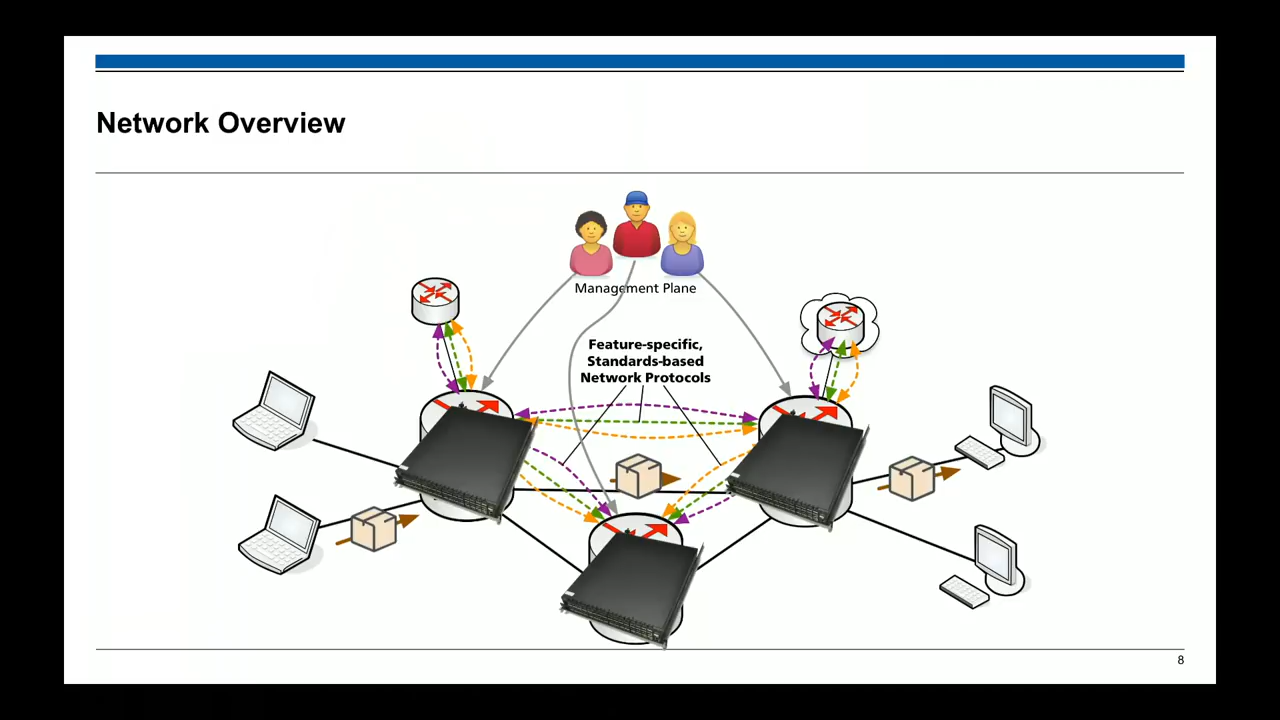 Network Overview
Management Plane
Feature-specific,
Standards-based
Network Protocols
8